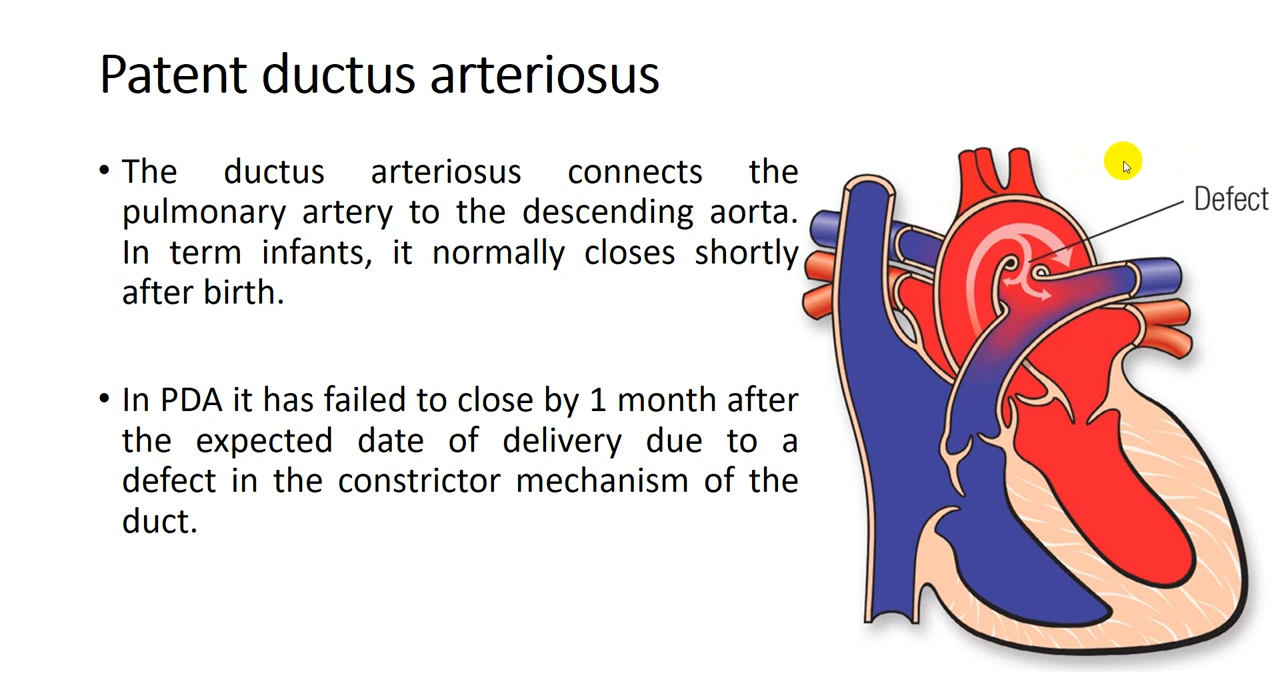 Patent ductus arteriosus
• The ductus arteriosus connects the
pulmonary artery to the descending aorta.
In term infants, it normally closes shortly
after birth.
• In PDA it has failed to close by 1 month after
the expected date of delivery due to a
defect in the constrictor mechanism of the
duct.
Defect